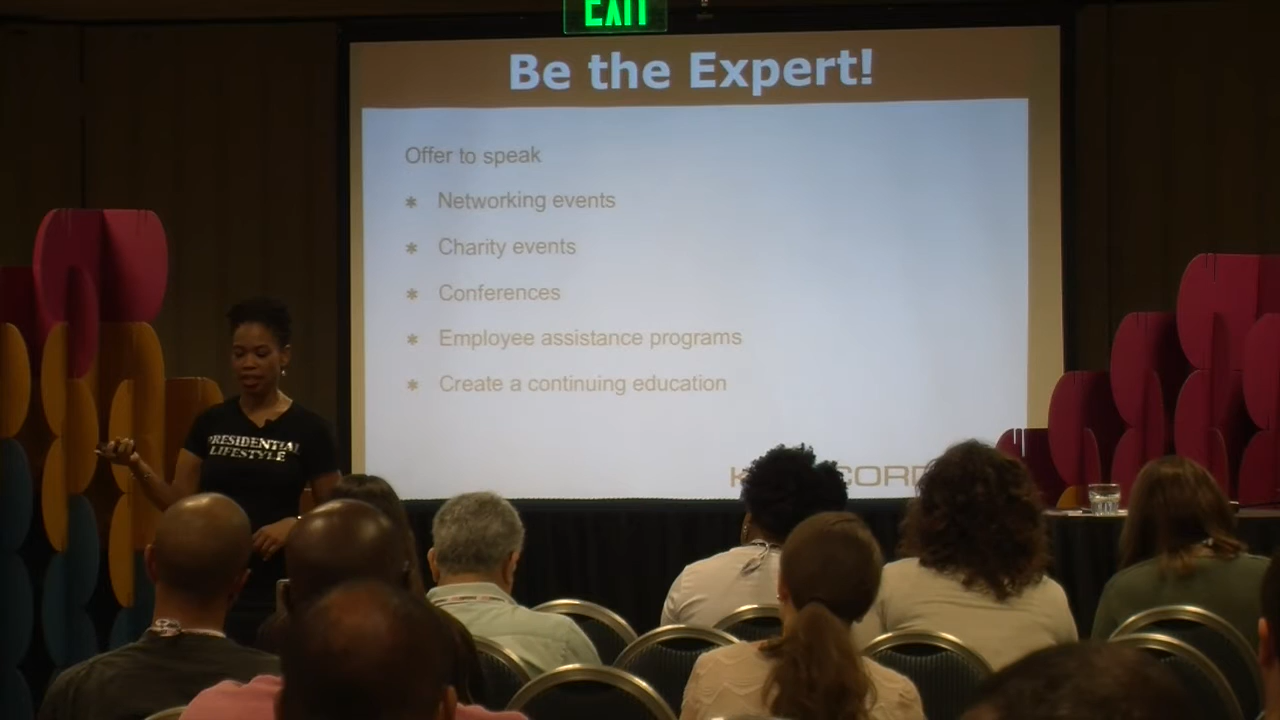 EXIT
Be the Expert!
Offer to speak
* Networking events
* Charity events
* Conferences
* Employee assistance programs
* Create a continuing education
PRESIDENTIAL
LIFESTYLE